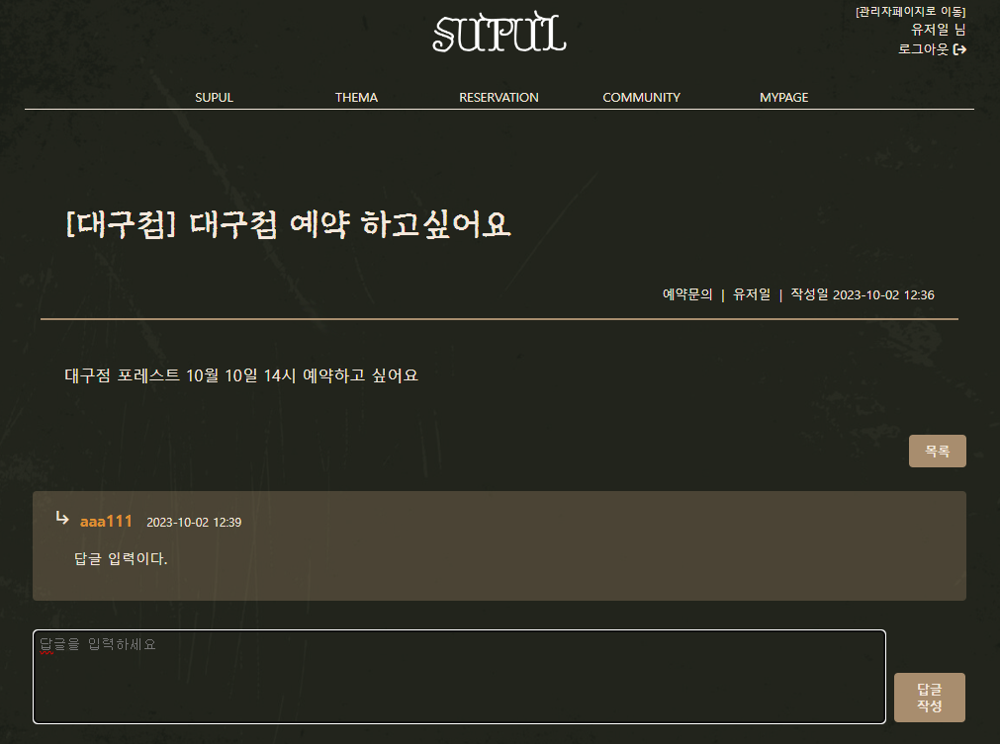 SUPUL
[관리자페이지로 이동]
유저일 님
로그아웃
SUPUL THEMA RESERVATION COMMUNITY MYPAGE
[대구점] 대구점 예약 하고싶어요
예약문의 | 유저일 | 작성일 2023-10-02 12:36
대구점 포레스트 10월 10일 14시 예약하고 싶어요
목록
aaa111 2023-10-02 12:39
답글 입력이다.
답글을 입력하세요
답글
작성